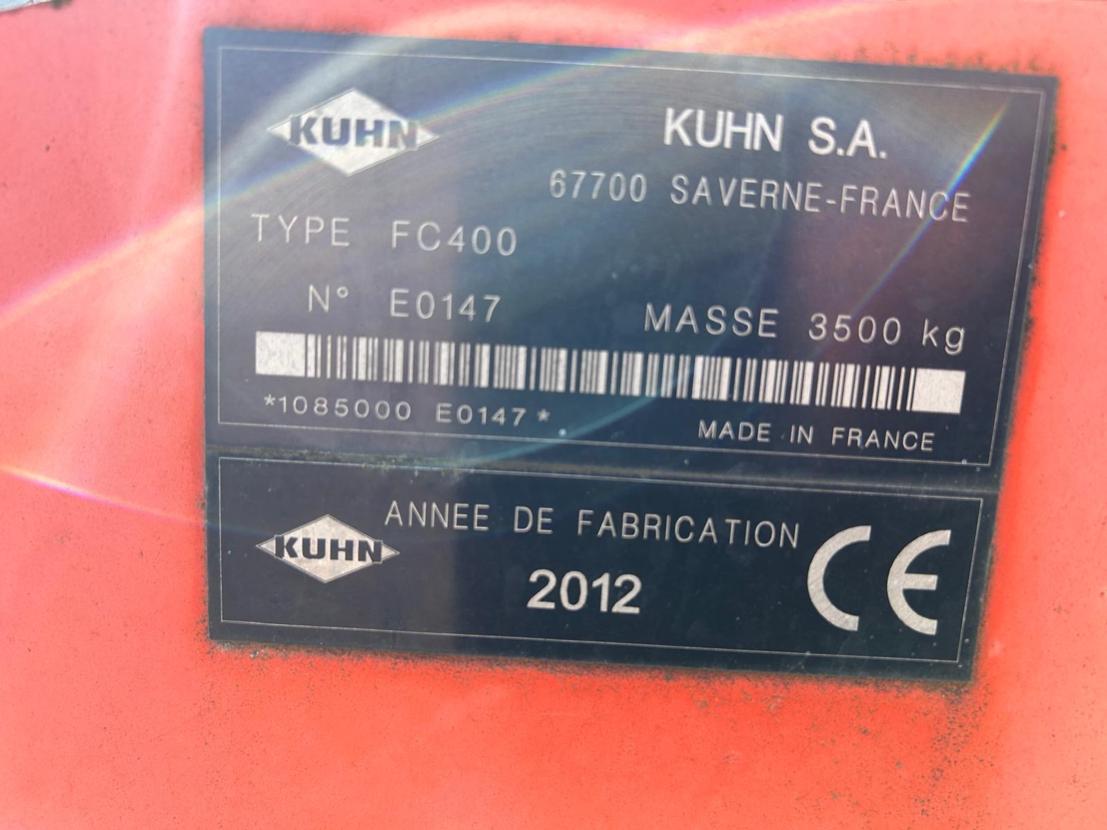 KUHN
KUHN S.A.
67700 SAVERNE-FRANCE
TYPE FC400
N° E0147
MASSE 3500 kg
*1085000 E0147*
MADE IN FRANCE
KUHN
ANNEE DE FABRICATION
2012
CE